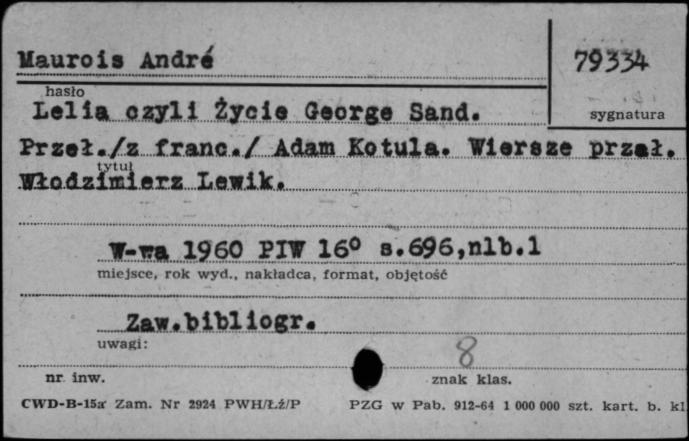 Maurois André
79334
hasło
Lelia czyli Życie George Sand.
sygnatura
Przeł./z franc./ Adam Kotula. Wiersze przeł.
tytuł
Włodzimierz Lewik.
W-wa 1960 PIW 16° s.696,nlb.1
miejsce, rok wyd., nakładca, format, objętość
Zaw.bibliogr.
uwagi:
8
nr inw.
znak klas.
CWD-B-15a Zam. Nr 2924 PWH/Łź/P PZG w Pab. 912-64 1 000 000 szt. kart. b. kl